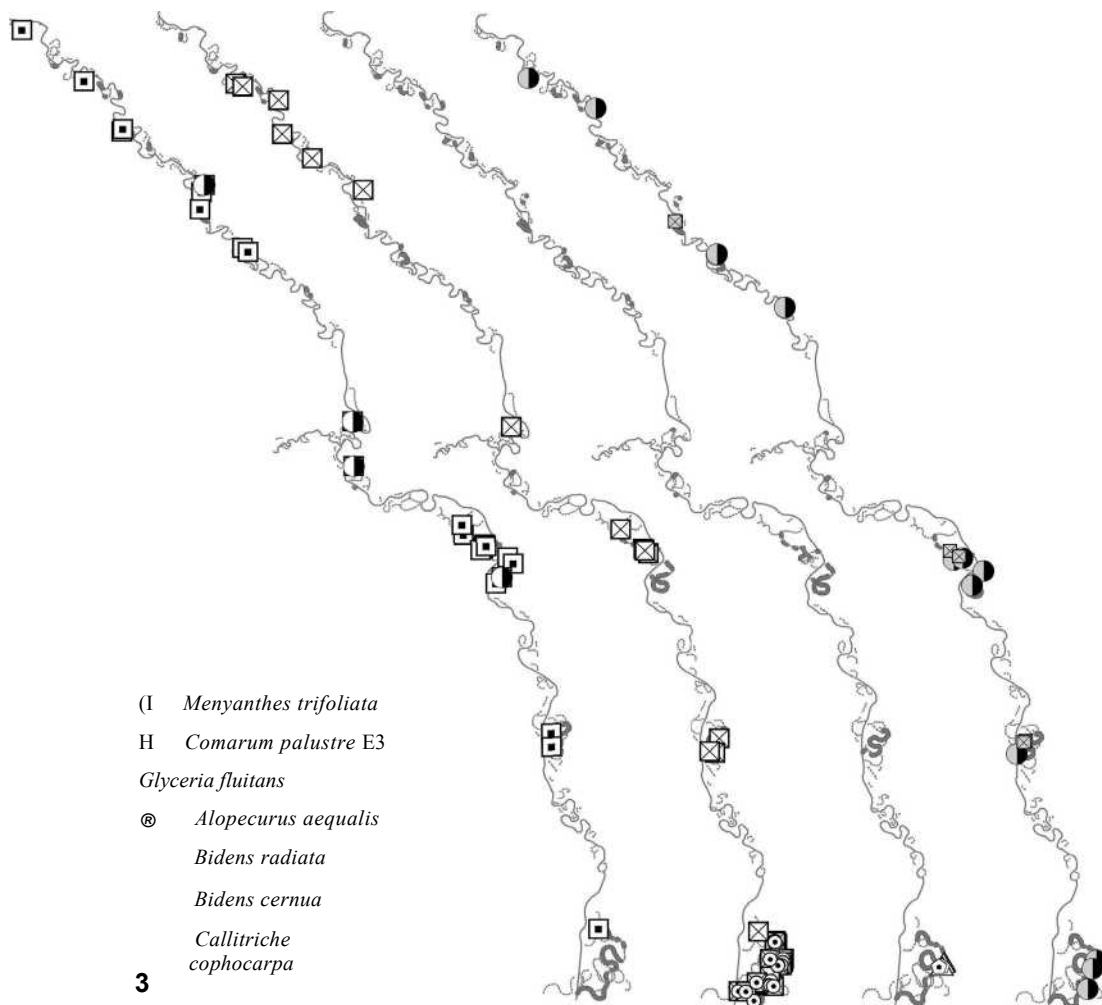 (I Menyanthes trifoliata
H Comarum palustre E3
Glyceria fluitans
® Alopecurus aequalis
Bidens radiata
Bidens cernua
Callitriche
cophocarpa
3